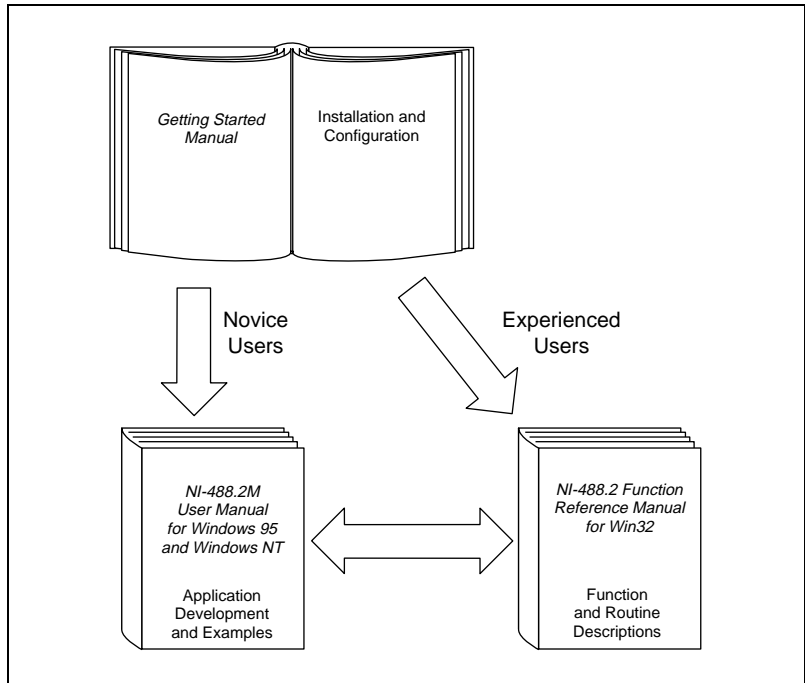 Getting Started
Manual
Installation and
Configuration
Novice
Users
Experienced
Users
NI-488.2M
User Manual
for Windows 95
and Windows NT
Application
Development
and Examples
NI-488.2 Function
Reference Manual
for Win32
Function
and Routine
Descriptions